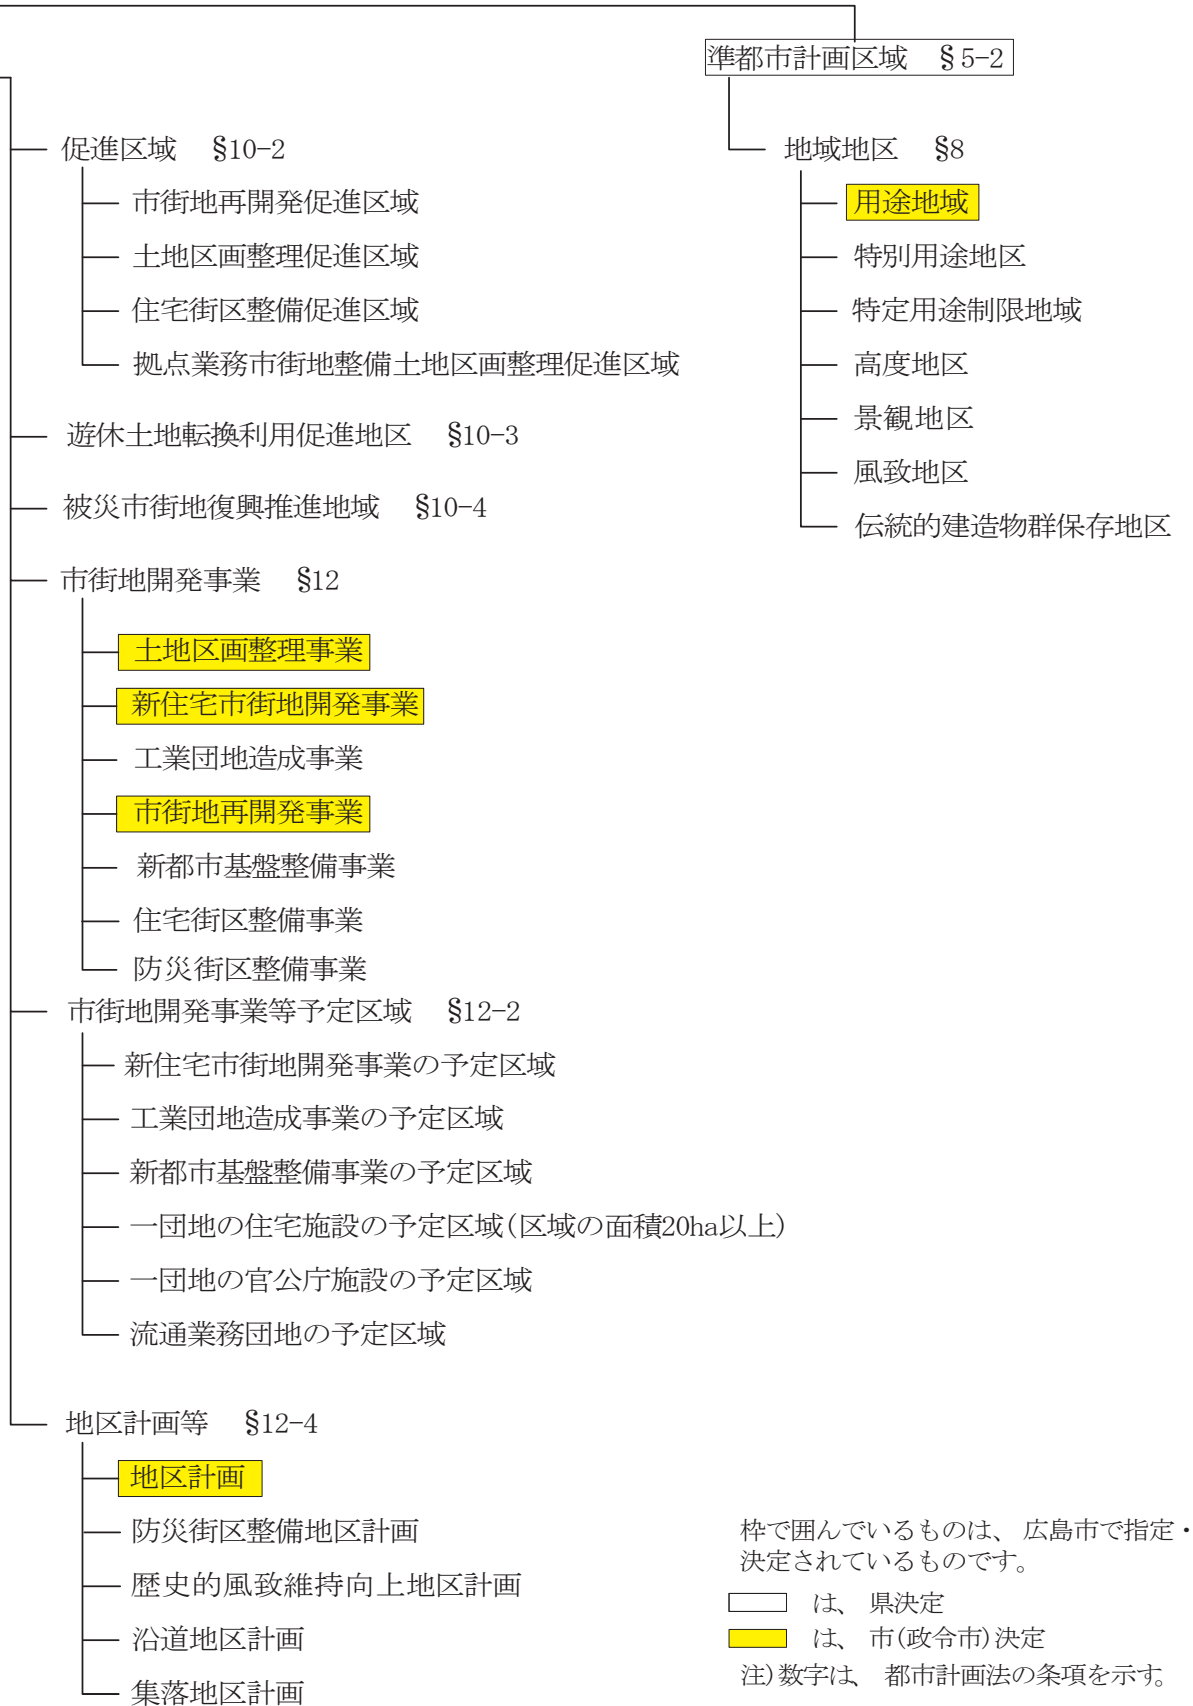 準都市計画区域　§5-2
促進区域　§10-2
市街地再開発促進区域
土地区画整理促進区域
住宅街区整備促進区域
拠点業務市街地整備土地区画整理促進区域
遊休土地転換利用促進地区　§10-3
被災市街地復興推進地域　§10-4
市街地開発事業　§12
土地区画整理事業
新住宅市街地開発事業
工業団地造成事業
市街地再開発事業
新都市基盤整備事業
住宅街区整備事業
防災街区整備事業
市街地開発事業等予定区域　§12-2
新住宅市街地開発事業の予定区域
工業団地造成事業の予定区域
新都市基盤整備事業の予定区域
一団地の住宅施設の予定区域(区域の面積20ha以上)
一団地の官公庁施設の予定区域
流通業務団地の予定区域
地区計画等　§12-4
地区計画
防災街区整備地区計画
歴史的風致維持向上地区計画
沿道地区計画
集落地区計画
地域地区　§8
用途地域
特別用途地区
特定用途制限地域
高度地区
景観地区
風致地区
伝統的建造物群保存地区
枠で囲んでいるものは、広島市で指定・
決定されているものです。
は、県決定
は、市(政令市)決定
注)数字は、都市計画法の条項を示す。